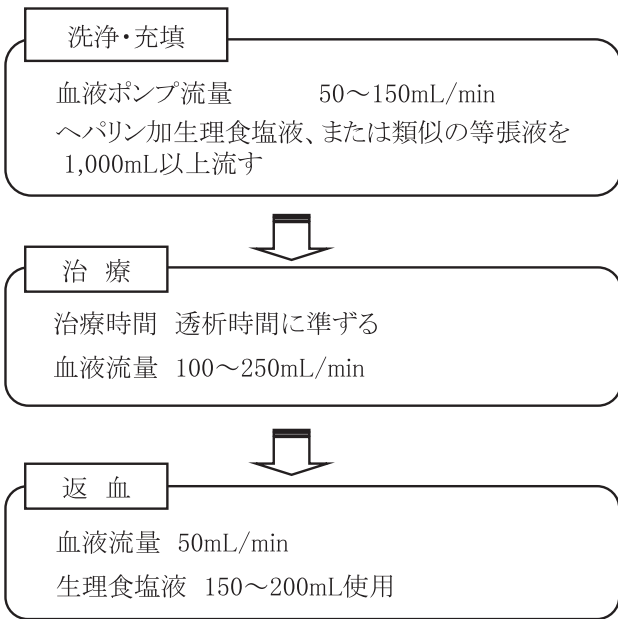 洗浄・充填
血液ポンプ流量 50～150mL/min
ヘパリン加生理食塩液、または類似の等張液を
1,000mL以上流す
治 療
治療時間 透析時間に準ずる
血液流量 100～250mL/min
返 血
血液流量 50mL/min
生理食塩液 150～200mL使用